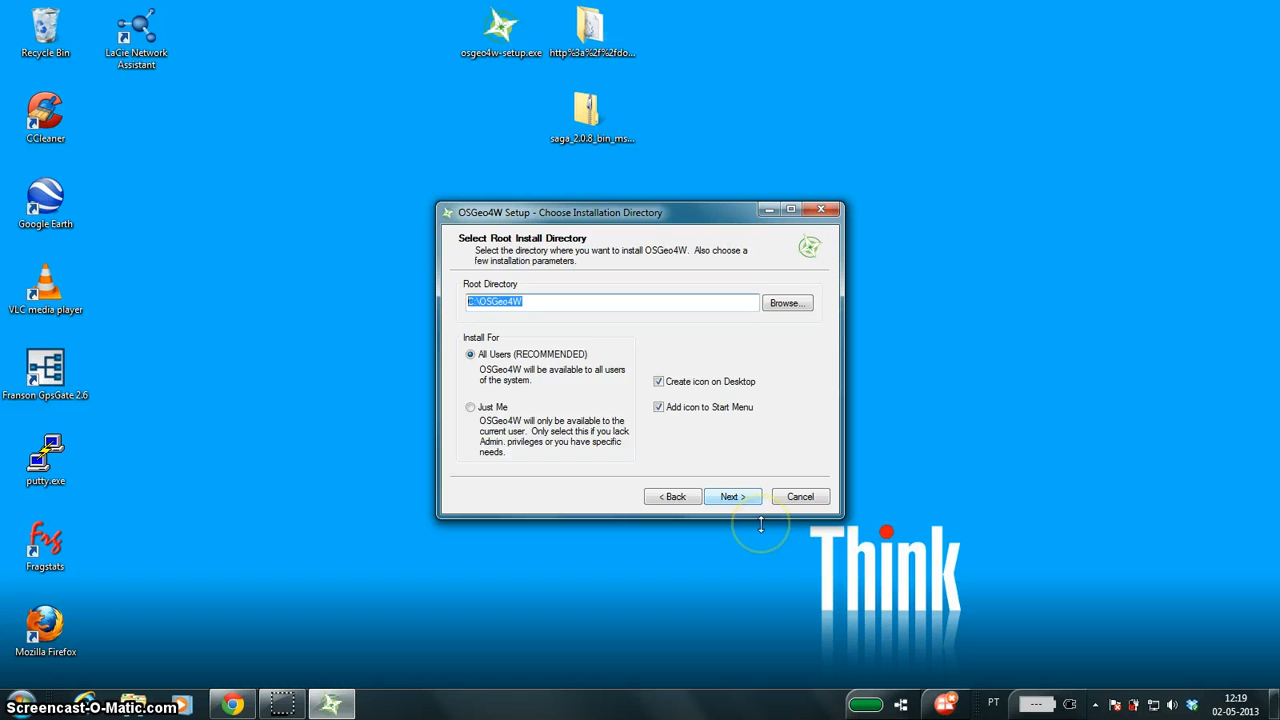 Recycle Bin
LaCie Network
Assistant
osgeo4w-setup.exe
http%3a%2f%2fdo...
CCleaner
saga_2.0.8_bin_ms...
Google Earth
VLC media player
Franson GpsGate 2.6
putty.exe
Frg
Fragstats
Mozilla Firefox
OSGeo4W Setup - Choose Installation Directory
Select Root Install Directory
Select the directory where you want to install OSGeo4W. Also choose a
few installation parameters.
Root Directory
C:\OSGeo4W
Browse...
Install For
All Users (RECOMMENDED)
OSGeo4W will be available to all users
of the system.
Just Me
OSGeo4W will only be available to the
current user. Only select this if you lack
Admin. privileges or you have specific
needs.
Create icon on Desktop
Add icon to Start Menu
< Back
Next >
Cancel
Think
Screencast-O-Matic.com
PT
---
12:19
02-05-2013